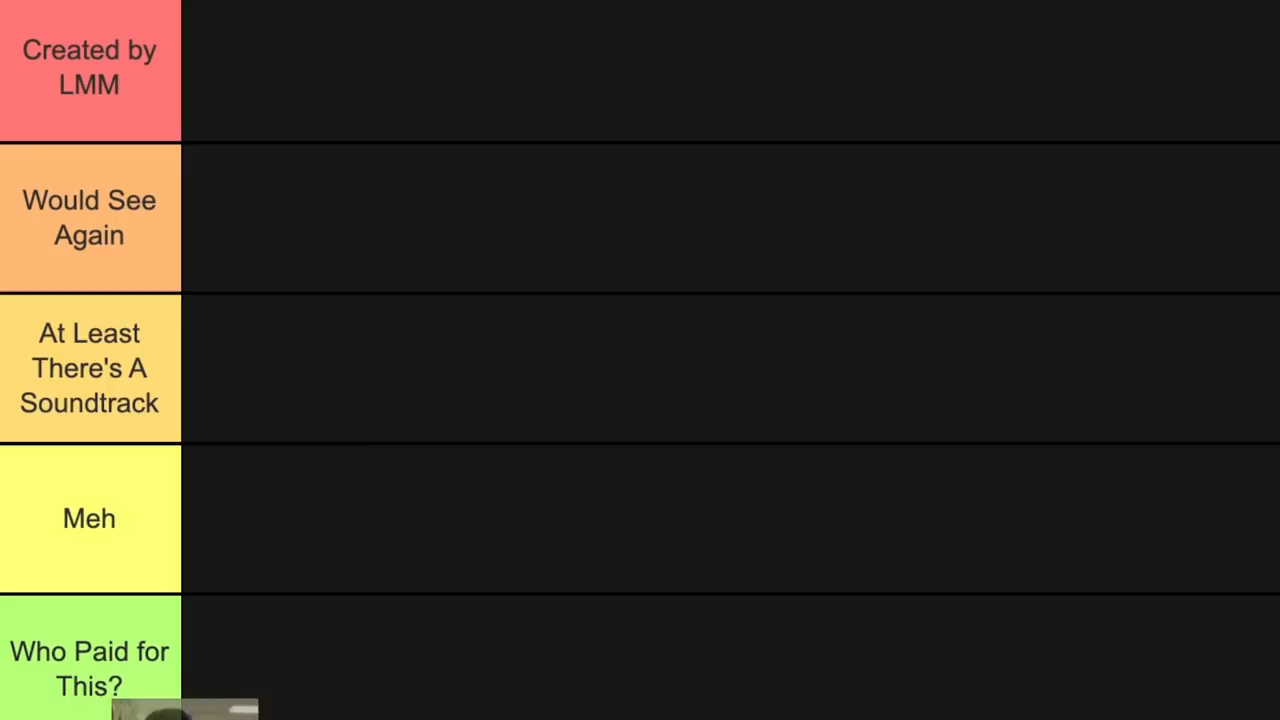 Created by
LMM
Would See
Again
At Least
There's A
Soundtrack
Meh
Who Paid for
This?